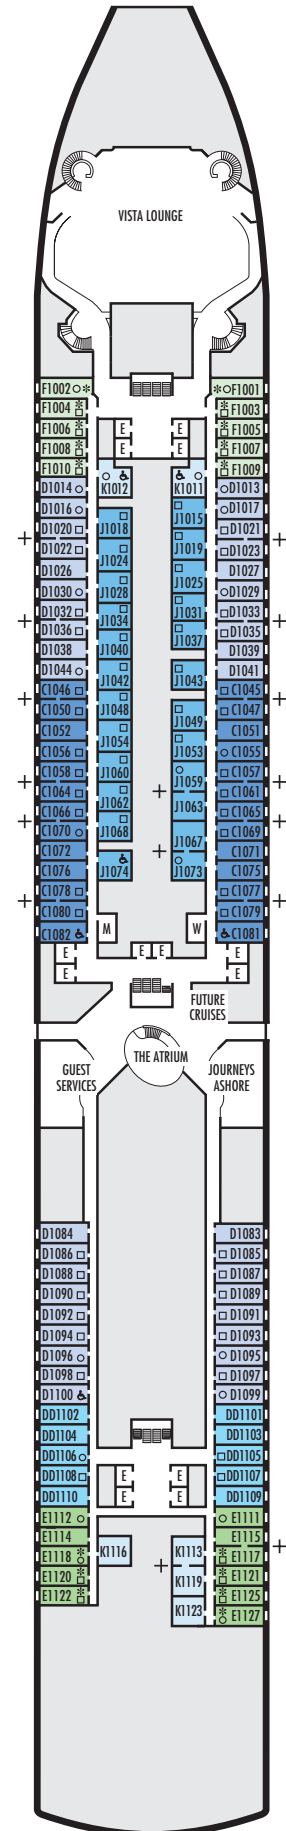 VISTA LOUNGE
F1002 F1001
F1004 F1003
F1006 E F1005
F1008 E F1007
F1010 F1009
K1012 K1011
D1014 D1013
D1016 J1015 D1017
D1020 J1018 D1021
D1022 J1019 D1023
J1024
D1026 J1025 D1027
D1030 J1028 D1029
D1032 J1031 D1033
D1036 J1034 D1035
J1037
D1038 J1040 D1039
D1044 J1042 J1043 D1041
C1046 C1045
C1050 J1048 J1049 C1047
C1052 C1051
C1056 J1054 J1053 C1055
C1058 J1060 J1059 C1057
C1064 J1062 J1063 C1061
C1066 C1065
C1070 J1068 C1069
C1072 J1067 C1071
C1076 J1074 J1073 C1075
C1078 C1077
C1080 C1079
C1082 M W C1081
E E E E
E E
FUTURE
CRUISES
GUEST
SERVICES
THE ATRIUM
JOURNEYS
ASHORE
D1084 D1083
D1086 D1085
D1088 D1087
D1090 D1089
D1092 D1091
D1094 D1093
D1096 D1095
D1098 D1097
D1100 D1099
DD1102 DD1101
DD1104 DD1103
DD1106 DD1105
DD1108 E E DD1107
DD1110 E E DD1109
E1112 E1111
E1114 E1115
E1118 K1116 K1113 E1117
E1120 K1119 E1121
E1122 E1125
K1123 E1127